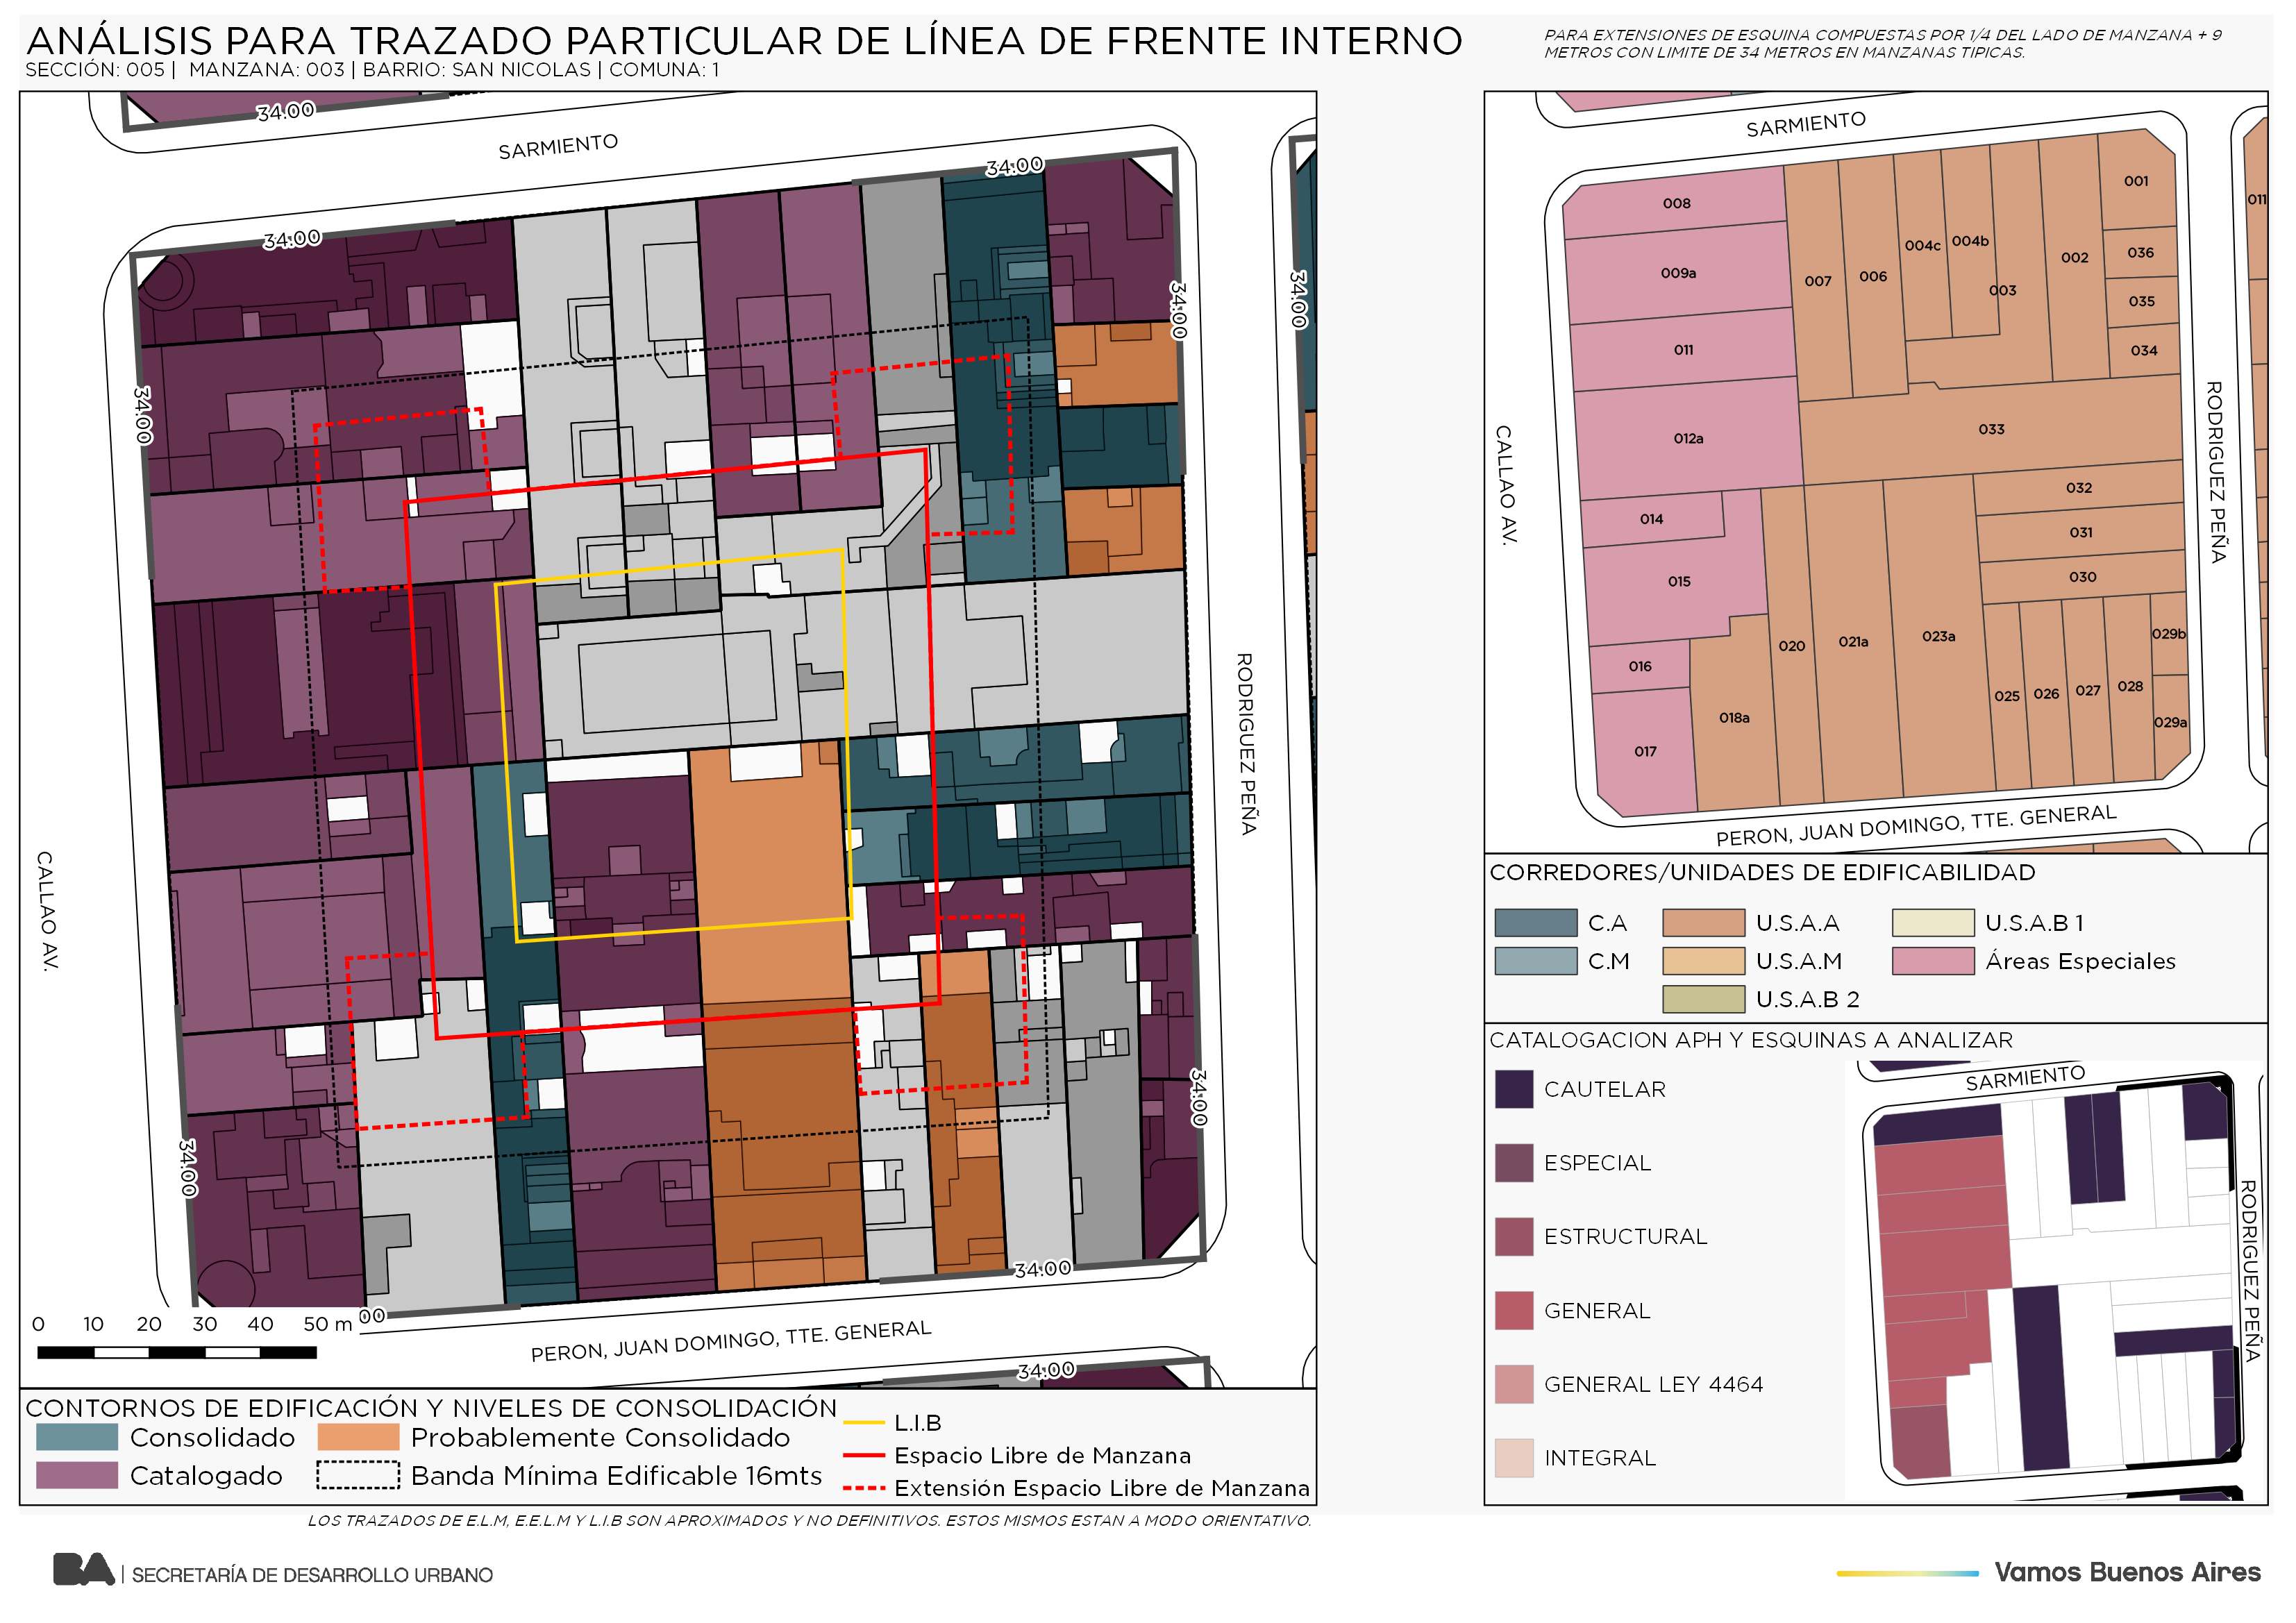 ANÁLISIS PARA TRAZADO PARTICULAR DE LÍNEA DE FRENTE INTERNO
SECCIÓN: 005 | MANZANA: 003 | BARRIO: SAN NICOLAS | COMUNA: 1
PARA EXTENSIONES DE ESQUINA COMPUESTAS POR 1/4 DEL LADO DE MANZANA + 9
METROS CON LIMITE DE 34 METROS EN MANZANAS TIPICAS.
34.00
SARMIENTO
34.00
34.00
34.00
34.00
34.00
CALLAO AV.
RODRIGUEZ PEÑA
34.00
34.00
34.00
00
PERON, JUAN DOMINGO, TTE. GENERAL
34.00
0 10 20 30 40 50 m
CONTORNOS DE EDIFICACIÓN Y NIVELES DE CONSOLIDACIÓN
Consolidado
Probablemente Consolidado
Catalogado
Banda Mínima Edificable 16mts
L.I.B
Espacio Libre de Manzana
Extensión Espacio Libre de Manzana
SARMIENTO
CALLAO AV.
RODRIGUEZ PEÑA
PERON, JUAN DOMINGO, TTE. GENERAL
008
009a
011
012a
014
015
016
017
018a
007
006
004c
004b
003
002
001
036
035
034
033
032
031
030
020
021a
023a
025
026
027
028
029b
029a
011
CORREDORES/UNIDADES DE EDIFICABILIDAD
C.A
U.S.A.A
U.S.A.B 1
C.M
U.S.A.M
Áreas Especiales
U.S.A.B 2
CATALOGACION APH Y ESQUINAS A ANALIZAR
CAUTELAR
ESPECIAL
ESTRUCTURAL
GENERAL
GENERAL LEY 4464
INTEGRAL
SARMIENTO
RODRIGUEZ PEÑA
LOS TRAZADOS DE E.L.M, E.E.L.M Y L.I.B SON APROXIMADOS Y NO DEFINITIVOS. ESTOS MISMOS ESTAN A MODO ORIENTATIVO.
BA | SECRETARÍA DE DESARROLLO URBANO
Vamos Buenos Aires